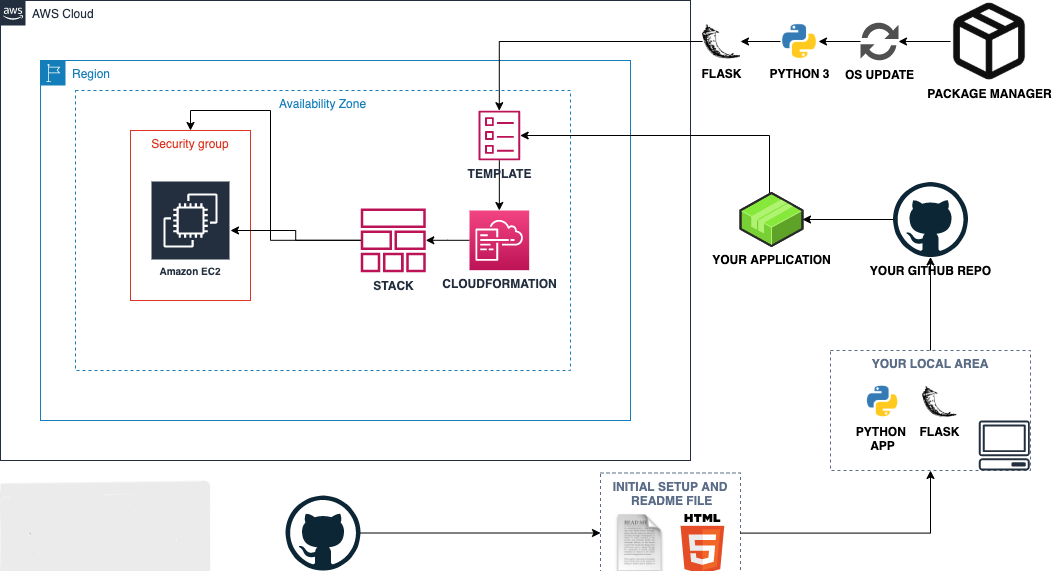 aws
AWS Cloud
Region
Availability Zone
Security group
Amazon EC2
STACK
TEMPLATE
CLOUDFORMATION
FLASK
PYTHON 3
OS UPDATE
PACKAGE MANAGER
YOUR APPLICATION
YOUR GITHUB REPO
YOUR LOCAL AREA
PYTHON
APP
FLASK
INITIAL SETUP AND
README FILE
README
HTML
5